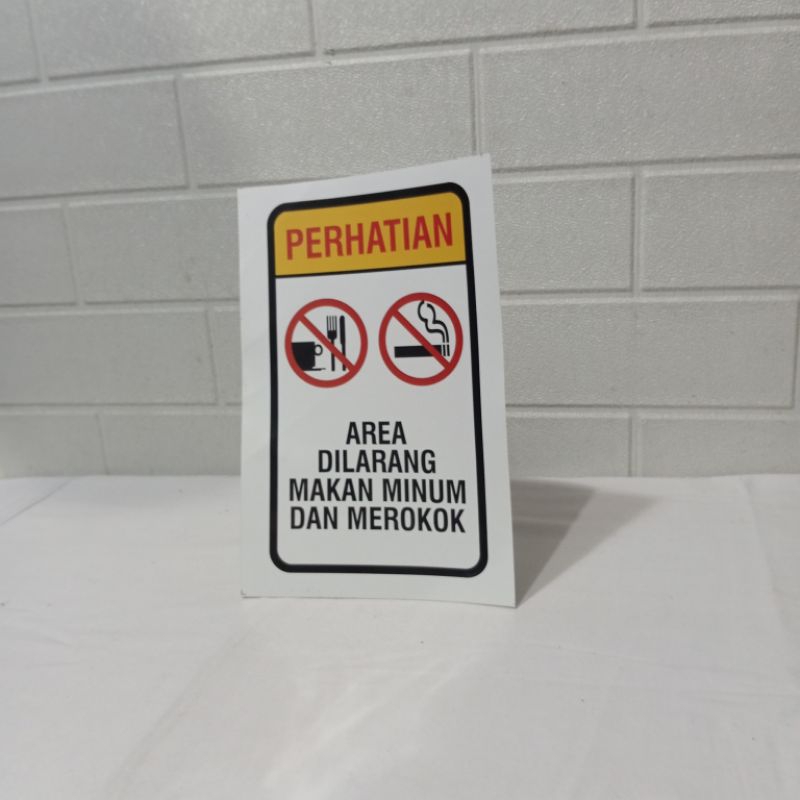 PERHATIAN
AREA
DILARANG
MAKAN MINUM
DAN MEROKOK